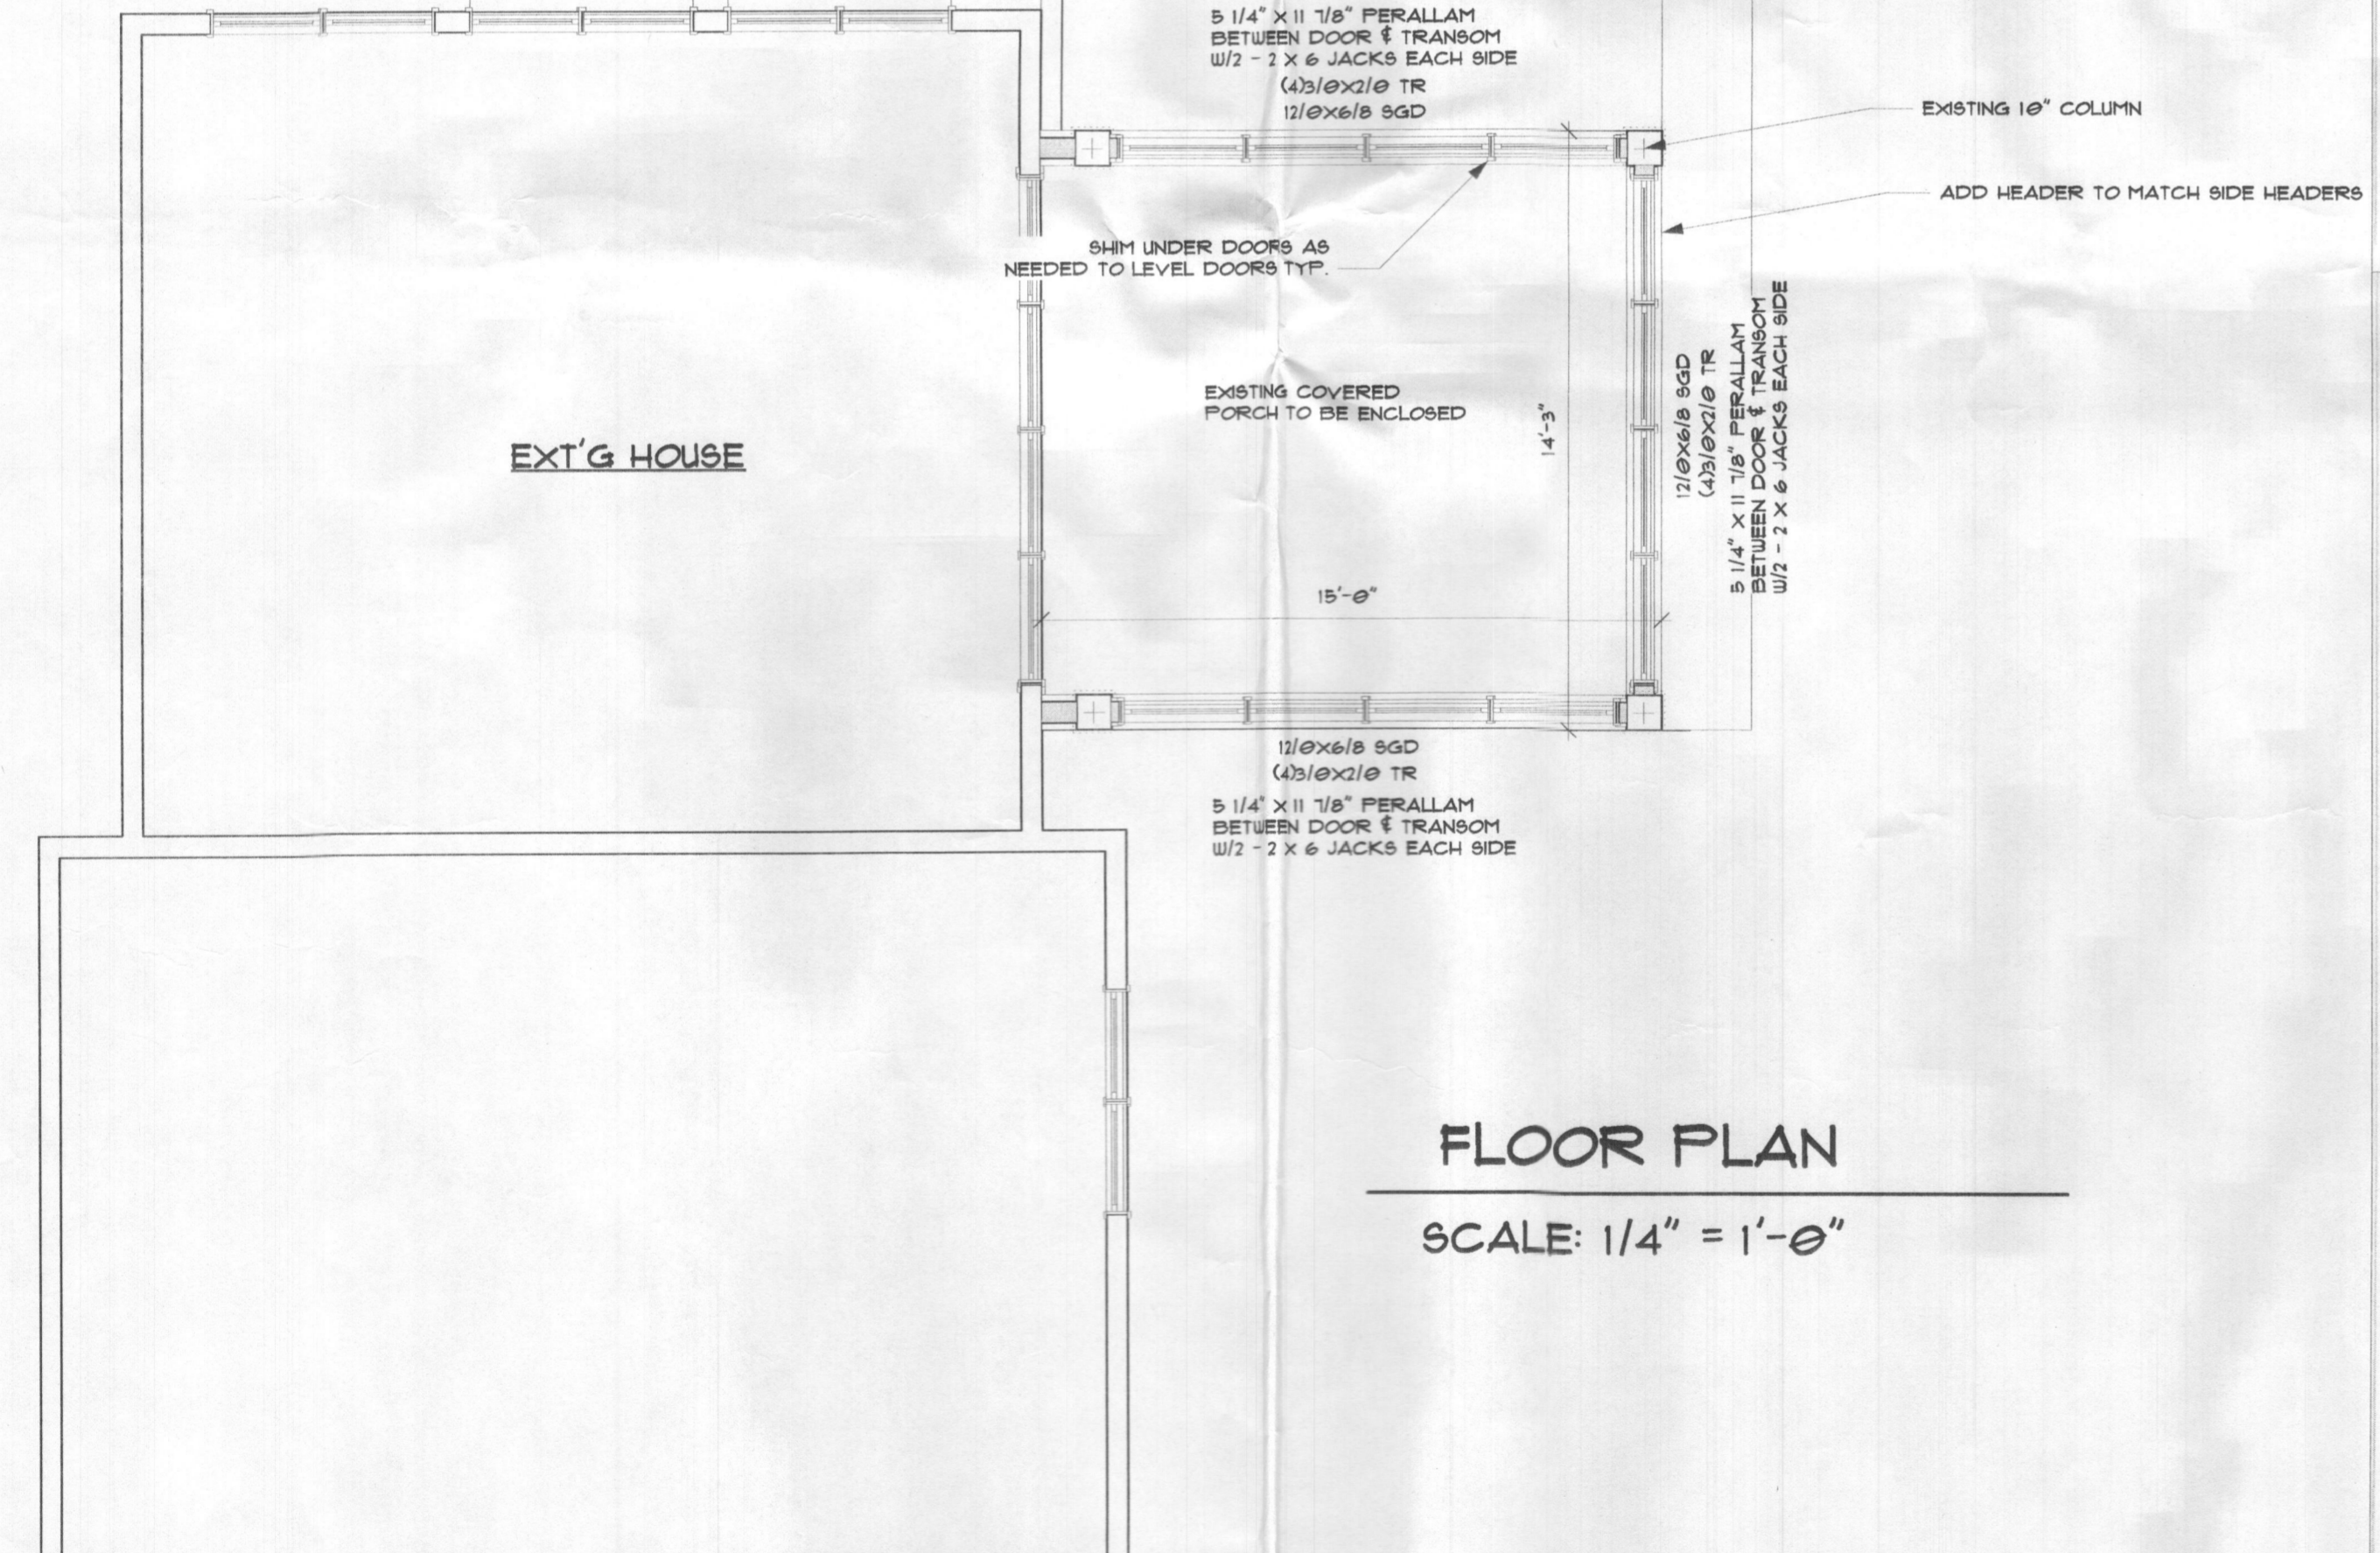 5 1/4" X 11 7/8" PERALLAM
BETWEEN DOOR & TRANSOM
W/2 - 2 X 6 JACKS EACH SIDE
(4)3/0X2/0 TR
12/0X6/8 SGD
EXISTING 10" COLUMN
ADD HEADER TO MATCH SIDE HEADERS
SHIM UNDER DOORS AS
NEEDED TO LEVEL DOORS TYP.
EXISTING COVERED
PORCH TO BE ENCLOSED
14'-3"
12/0X6/8 SGD
(4)3/0X2/0 TR
5 1/4" X 11 7/8" PERALLAM
BETWEEN DOOR & TRANSOM
W/2 - 2 X 6 JACKS EACH SIDE
EXT'G HOUSE
15'-0"
12/0X6/8 SGD
(4)3/0X2/0 TR
5 1/4" X 11 7/8" PERALLAM
BETWEEN DOOR & TRANSOM
W/2 - 2 X 6 JACKS EACH SIDE
FLOOR PLAN
SCALE: 1/4" = 1'-0"